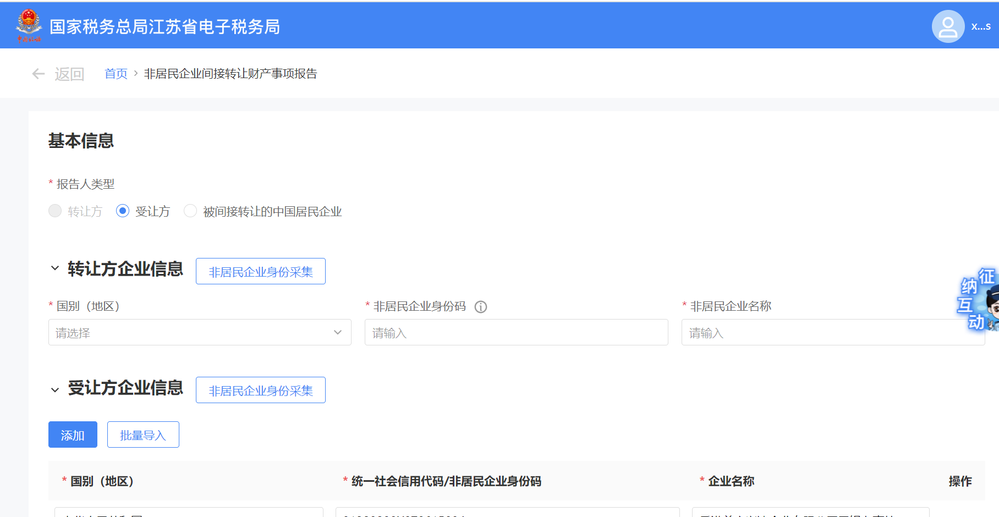 国家税务总局江苏省电子税务局
x...s
返回 首页 > 非居民企业间接转让财产事项报告
基本信息
* 报告人类型
转让方 受让方 被间接转让的中国居民企业
转让方企业信息 非居民企业身份采集
* 国别（地区） * 非居民企业身份码 * 非居民企业名称
请选择 请输入 请输入
征纳互动
受让方企业信息 非居民企业身份采集
添加 批量导入
* 国别（地区） * 统一社会信用代码/非居民企业身份码 * 企业名称 操作